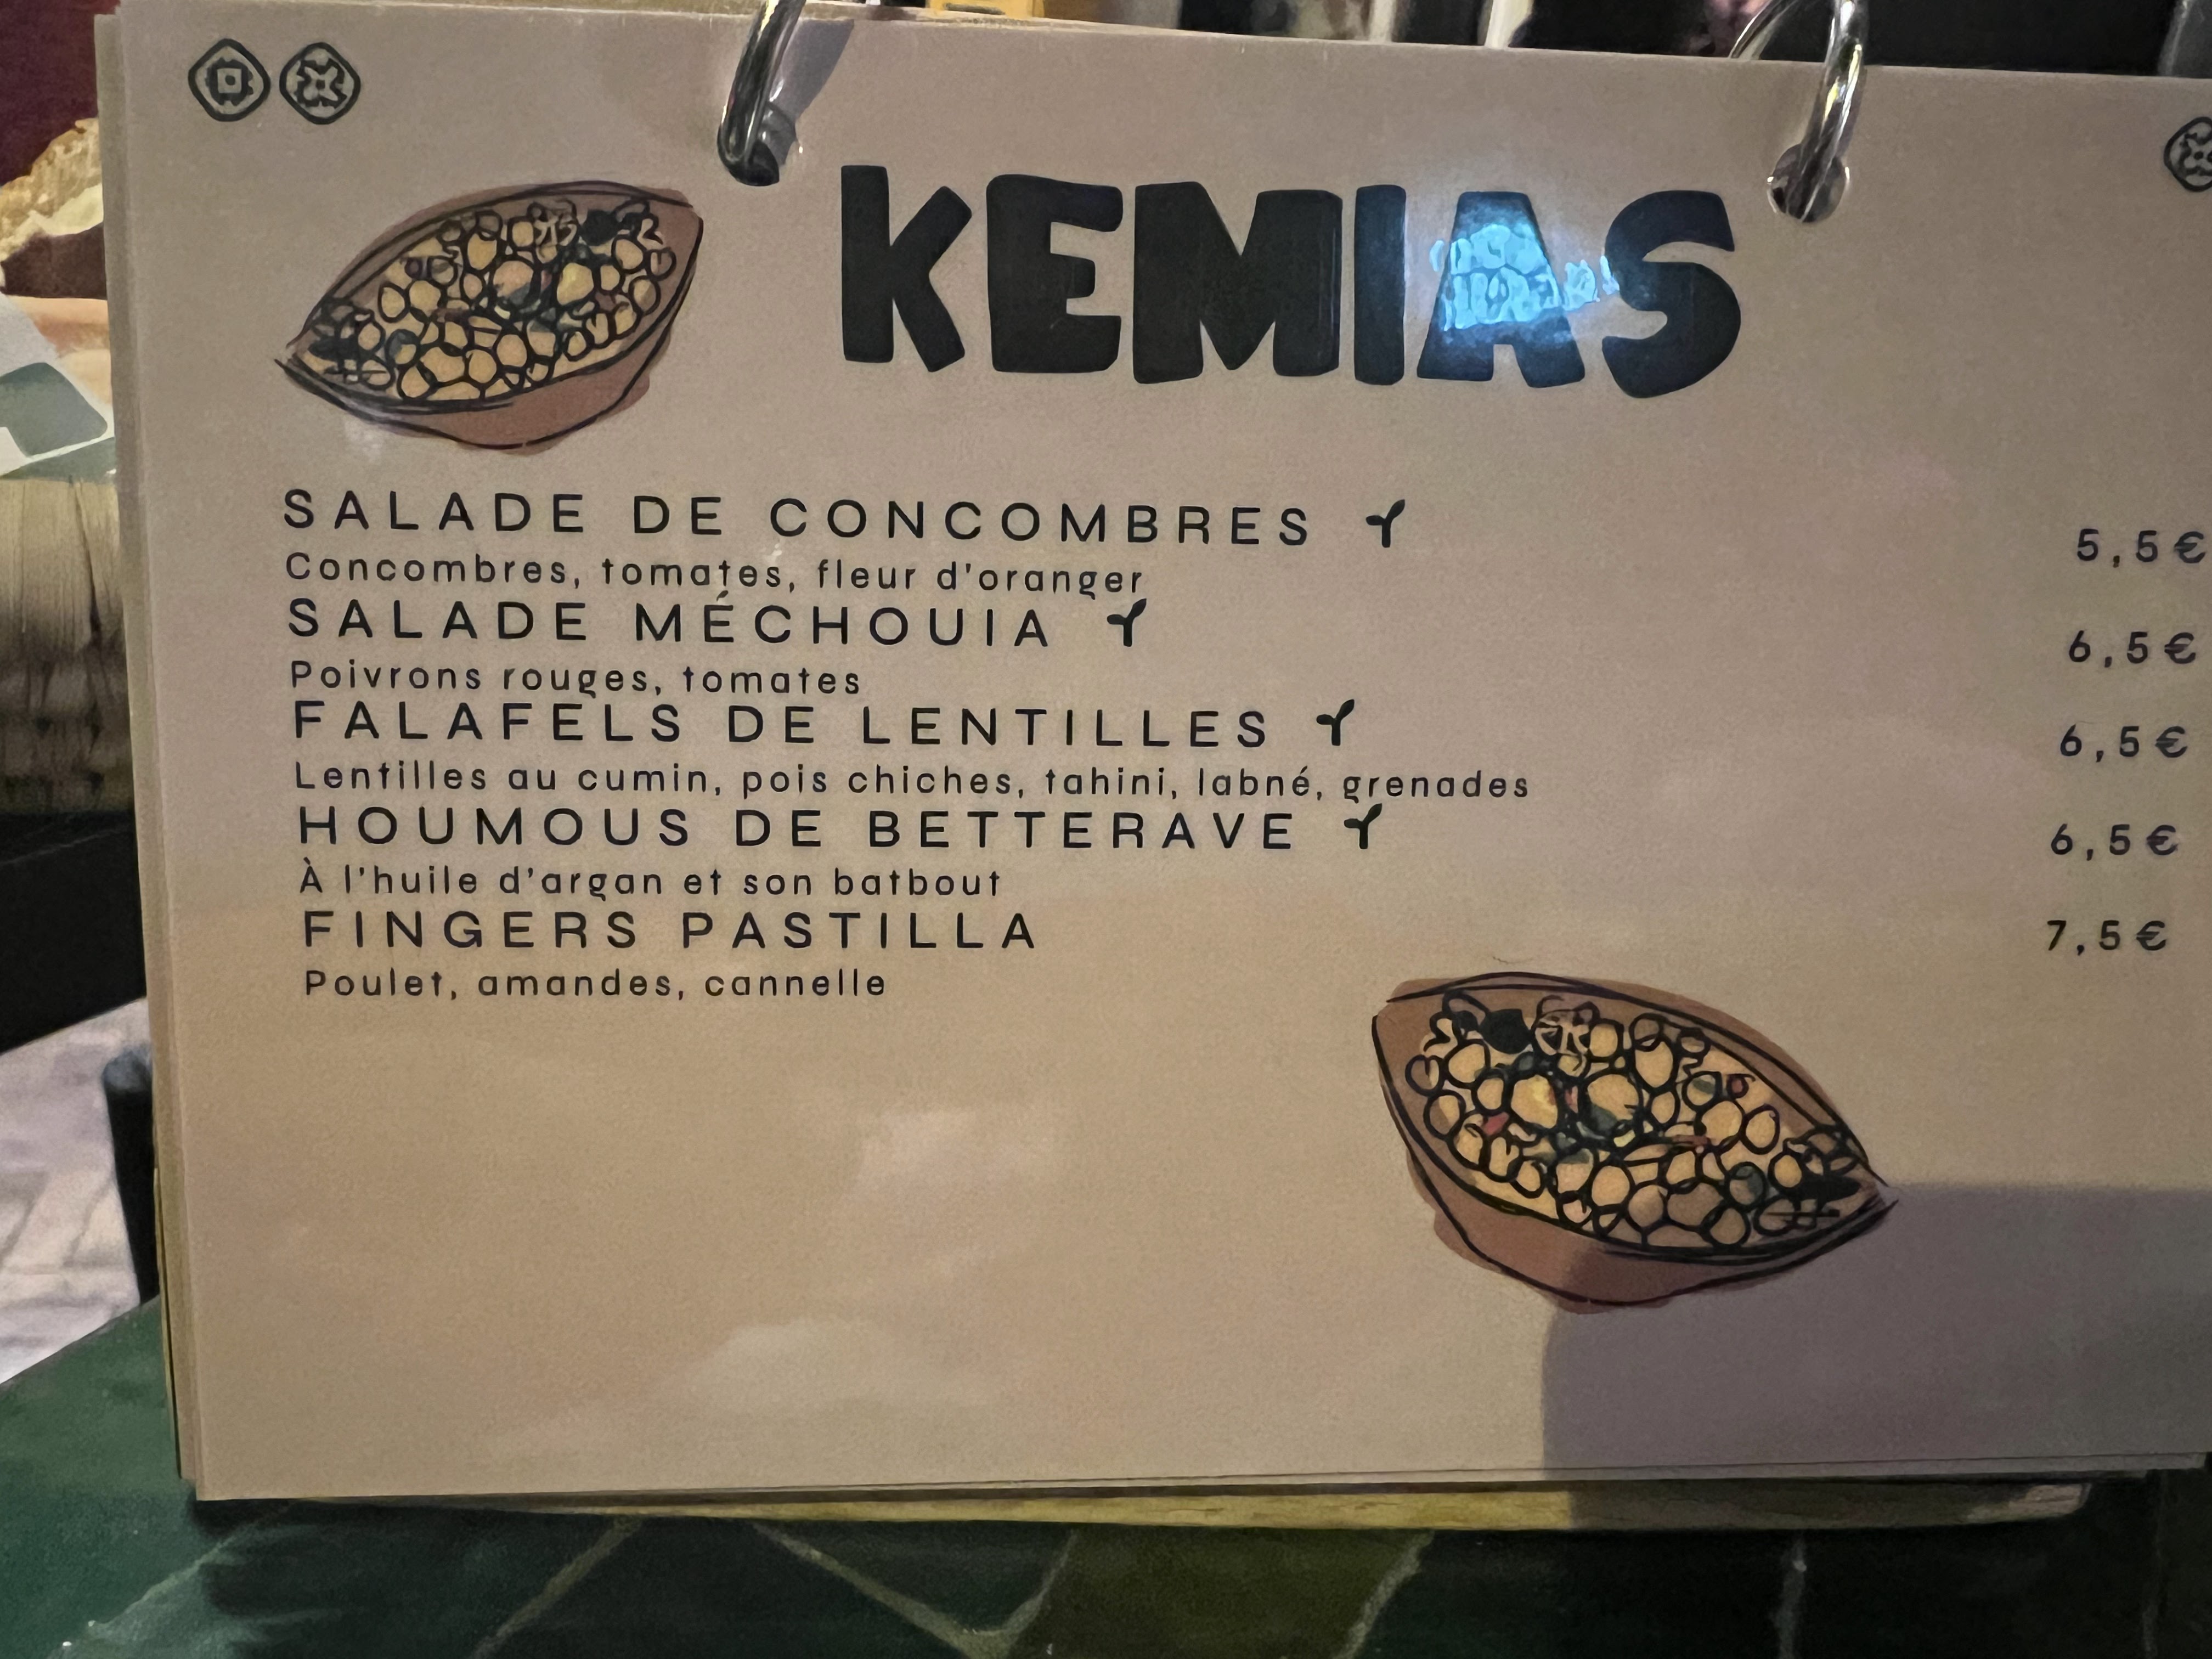 KEMIAS
SALADE DE CONCOMBRES 5,5€
Concombres, tomates, fleur d'oranger
SALADE MÉCHOUIA 6,5€
Poivrons rouges, tomates
FALAFELS DE LENTILLES 6,5€
Lentilles au cumin, pois chiches, tahini, labné, grenades
HOUMOUS DE BETTERAVE 6,5€
À l'huile d'argan et son batbout
FINGERS PASTILLA 7,5€
Poulet, amandes, cannelle